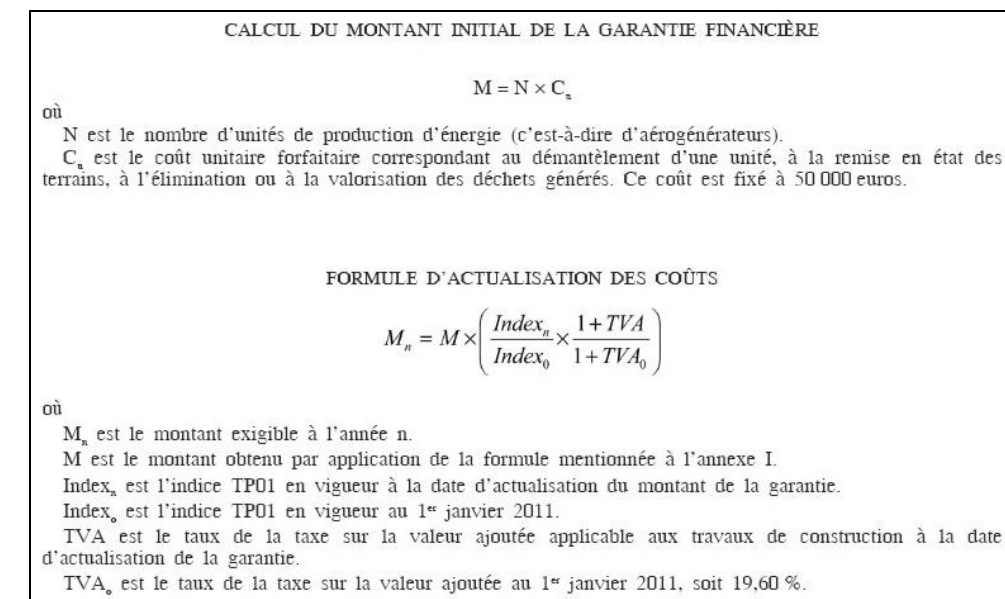 CALCUL DU MONTANT INITIAL DE LA GARANTIE FINANCIÈRE
M = N × Cₙ
où
N est le nombre d'unités de production d'énergie (c'est-à-dire d'aérogénérateurs).
Cₙ est le coût unitaire forfaitaire correspondant au démantèlement d'une unité, à la remise en état des
terrains, à l'élimination ou à la valorisation des déchets générés. Ce coût est fixé à 50 000 euros.
FORMULE D'ACTUALISATION DES COÛTS
Mₙ = M × (Indexₙ / Index₀ × (1 + TVA) / (1 + TVA₀))
où
Mₙ est le montant exigible à l'année n.
M est le montant obtenu par application de la formule mentionnée à l'annexe I.
Indexₙ est l'indice TP01 en vigueur à la date d'actualisation du montant de la garantie.
Indexₒ est l'indice TP01 en vigueur au 1er janvier 2011.
TVA est le taux de la taxe sur la valeur ajoutée applicable aux travaux de construction à la date
d'actualisation de la garantie.
TVAₒ est le taux de la taxe sur la valeur ajoutée au 1er janvier 2011, soit 19,60 %.